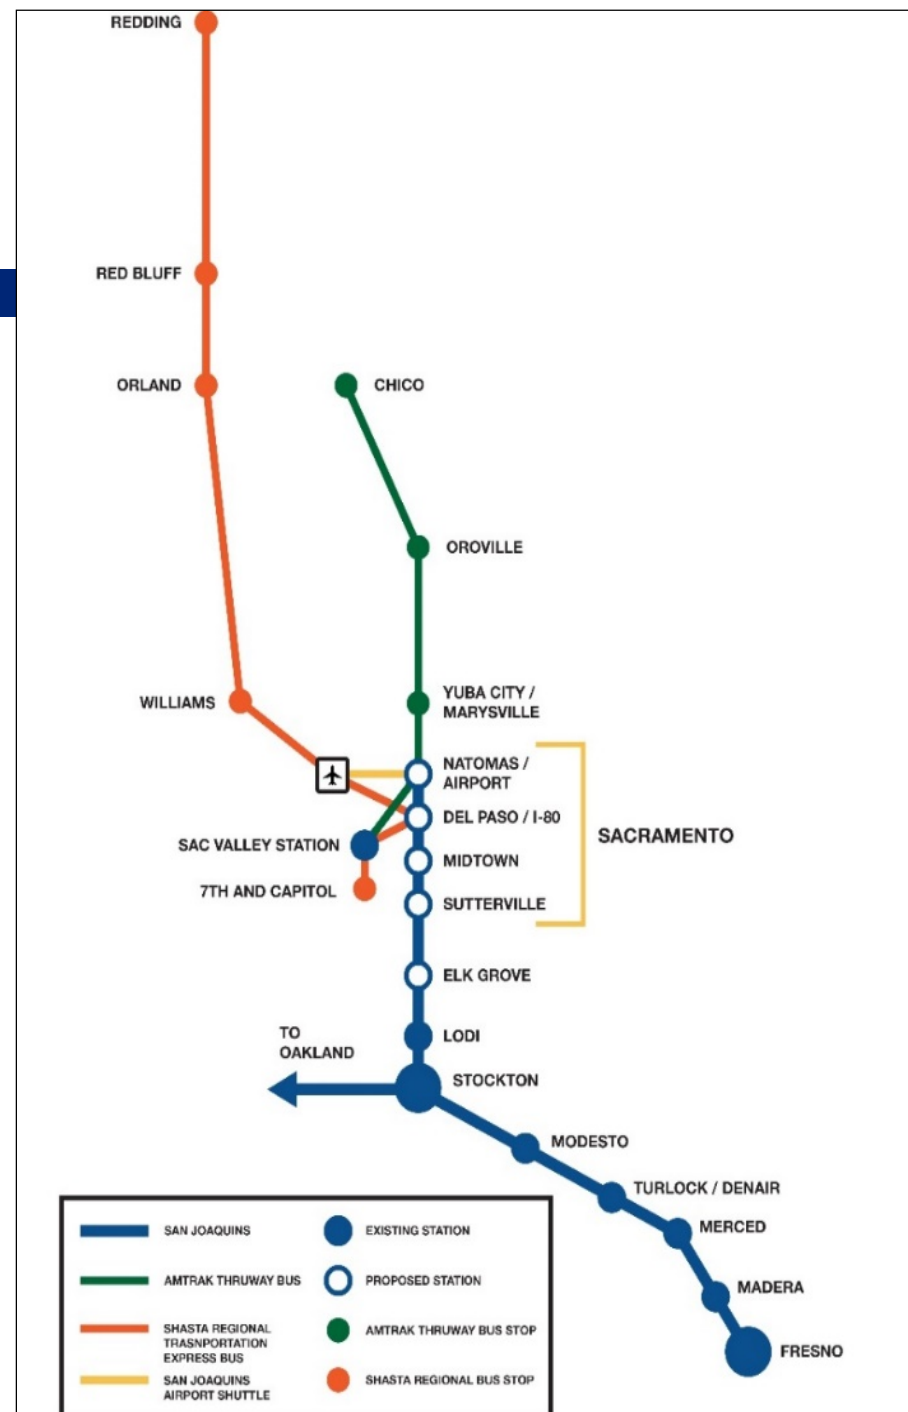 REDDING
RED BLUFF
ORLAND
CHICO
OROVILLE
WILLIAMS
YUBA CITY /
MARYSVILLE
NATOMAS /
AIRPORT
DEL PASO / I-80
SACRAMENTO
SAC VALLEY STATION
MIDTOWN
7TH AND CAPITOL
SUTTERVILLE
ELK GROVE
LODI
TO
OAKLAND
STOCKTON
MODESTO
TURLOCK / DENAIR
MERCED
MADERA
FRESNO
SAN JOAQUINS
EXISTING STATION
AMTRAK THRUWAY BUS
PROPOSED STATION
SHASTA REGIONAL
TRASNPORTATION
EXPRESS BUS
AMTRAK THRUWAY BUS STOP
SAN JOAQUINS
AIRPORT SHUTTLE
SHASTA REGIONAL BUS STOP